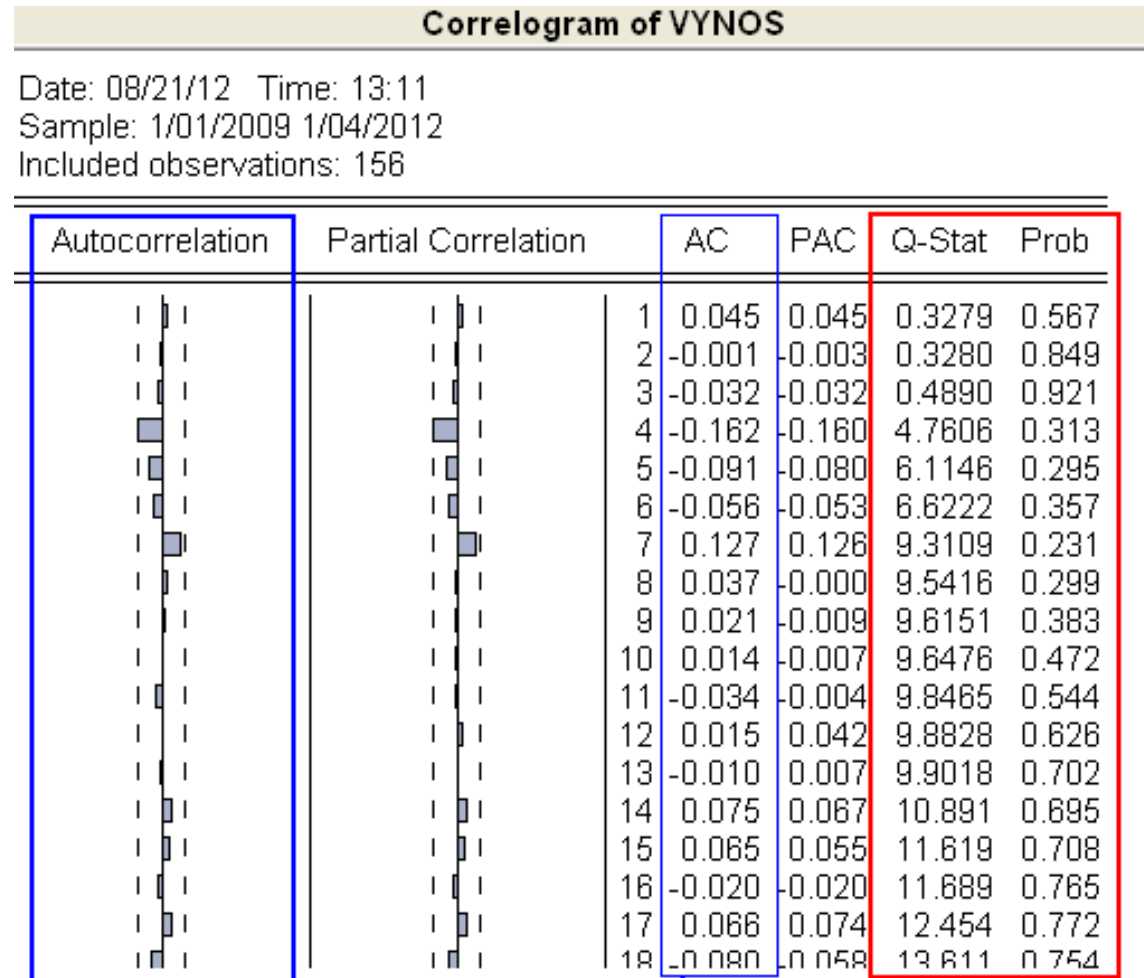 Correlogram of VYNOS
Date: 08/21/12 Time: 13:11
Sample: 1/01/2009 1/04/2012
Included observations: 156
Autocorrelation Partial Correlation AC PAC Q-Stat Prob
1 0.045 0.045 0.3279 0.567
2 -0.001 -0.003 0.3280 0.849
3 -0.032 -0.032 0.4890 0.921
4 -0.162 -0.160 4.7606 0.313
5 -0.091 -0.080 6.1146 0.295
6 -0.056 -0.053 6.6222 0.357
7 0.127 0.126 9.3109 0.231
8 0.037 -0.000 9.5416 0.299
9 0.021 -0.009 9.6151 0.383
10 0.014 -0.007 9.6476 0.472
11 -0.034 -0.004 9.8465 0.544
12 0.015 0.042 9.8828 0.626
13 -0.010 0.007 9.9018 0.702
14 0.075 0.067 10.891 0.695
15 0.065 0.055 11.619 0.708
16 -0.020 -0.020 11.689 0.765
17 0.066 0.074 12.454 0.772
18 -0.080 -0.058 13.611 0.754